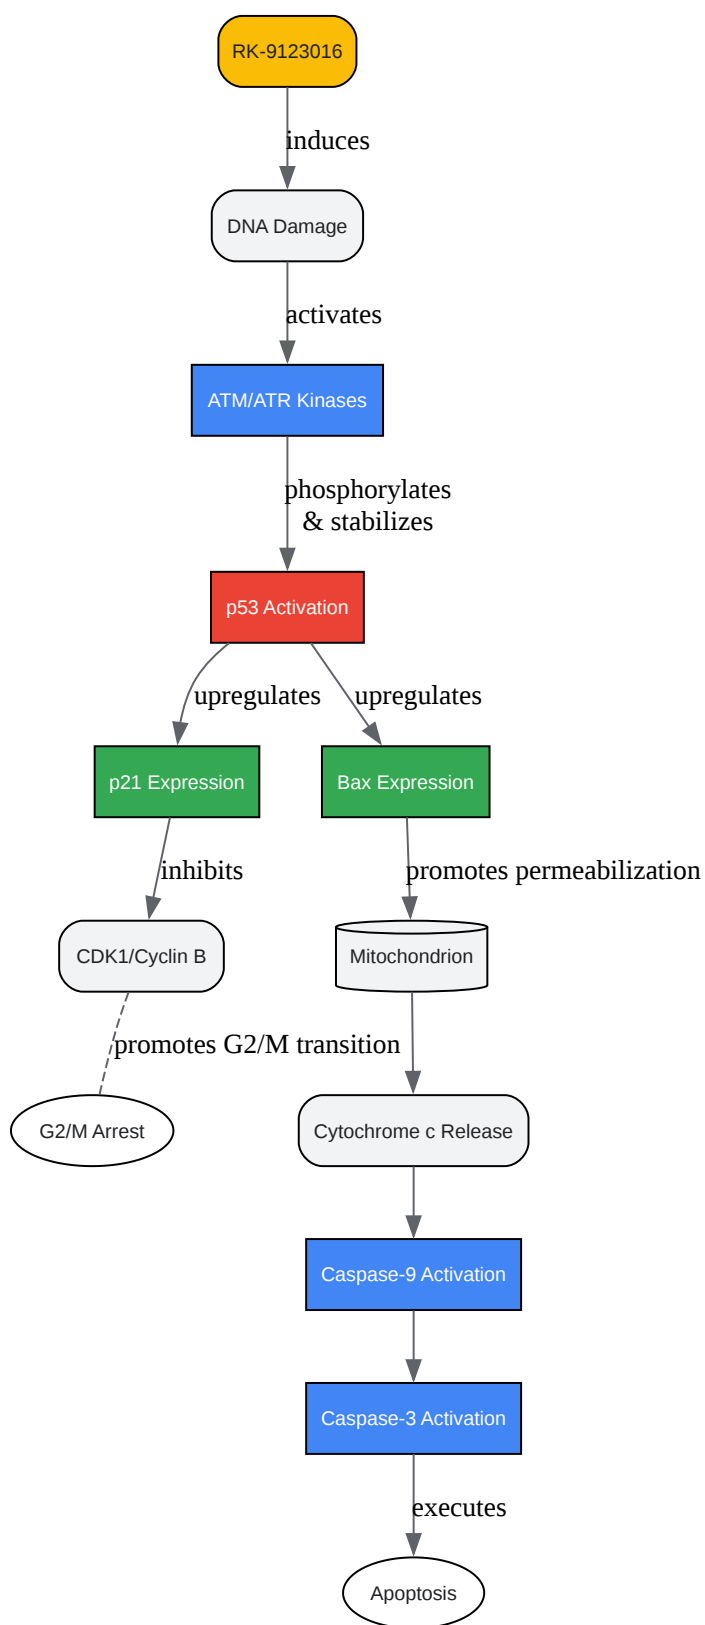 RK-9123016
induces
DNA Damage
activates
ATM/ATR Kinases
phosphorylates
& stabilizes
p53 Activation
upregulates
upregulates
p21 Expression
Bax Expression
inhibits
promotes permeabilization
CDK1/Cyclin B
Mitochondrion
promotes G2/M transition
G2/M Arrest
Cytochrome c Release
Caspase-9 Activation
Caspase-3 Activation
executes
Apoptosis